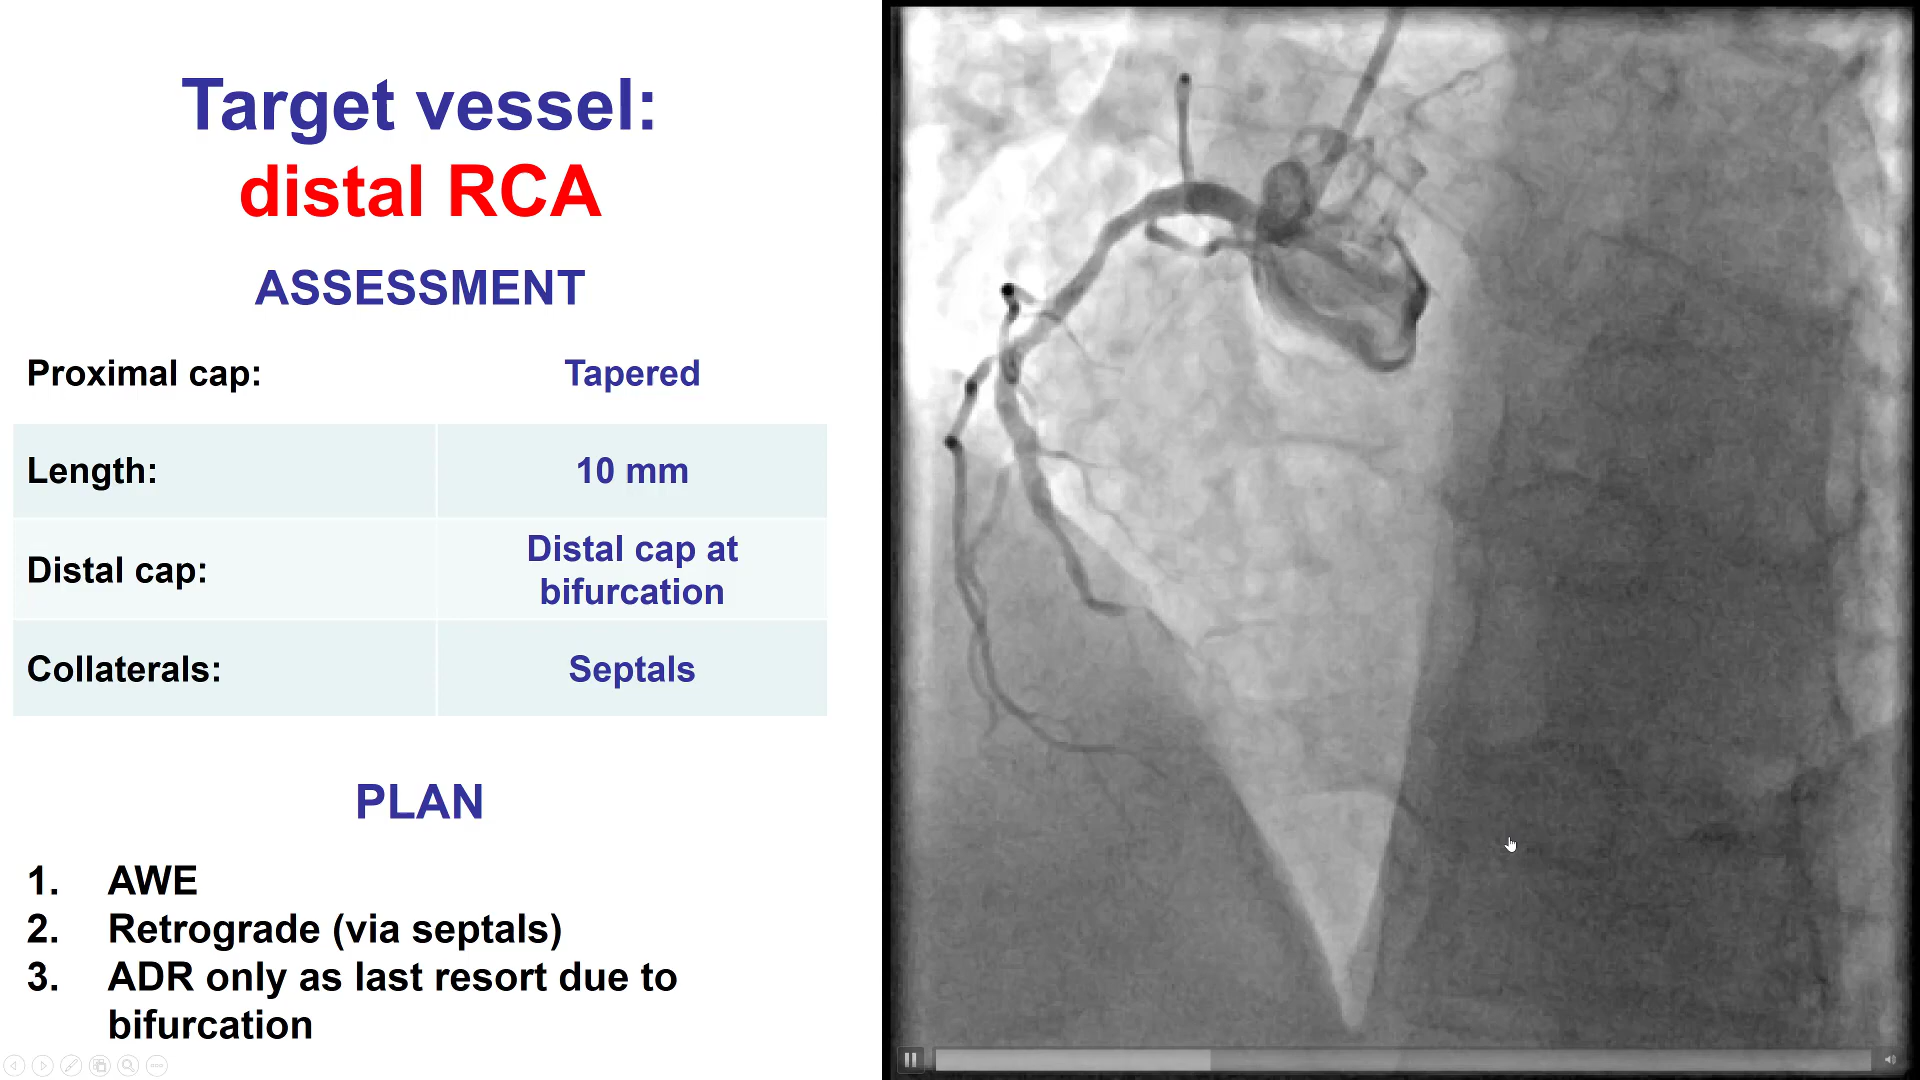 Target vessel:
distal RCA
ASSESSMENT
Proximal cap: Tapered
Length: 10 mm
Distal cap: Distal cap at
bifurcation
Collaterals: Septals
PLAN
1. AWE
2. Retrograde (via septals)
3. ADR only as last resort due to
bifurcation